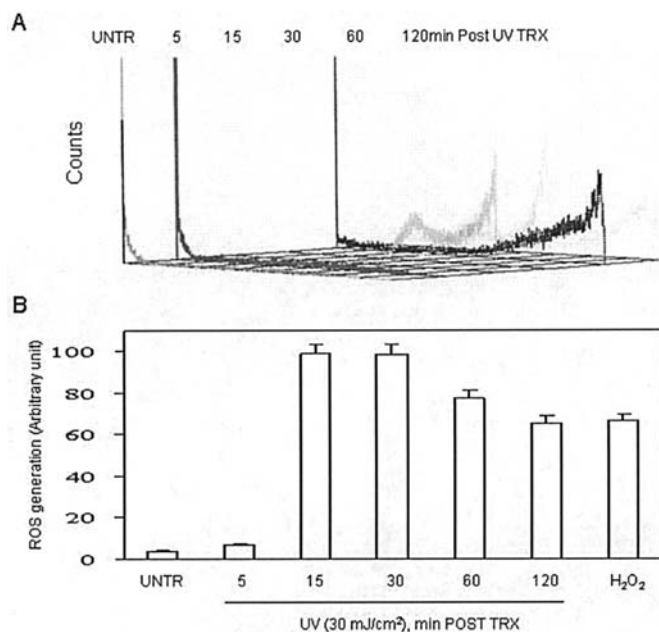 A
UNTR 5 15 30 60 120min Post UV TRX
Counts
B
ROS generation (Arbitrary unit)
100
80
60
40
20
0
UNTR 5 15 30 60 120 H₂O₂
UV (30 mJ/cm²), min POST TRX